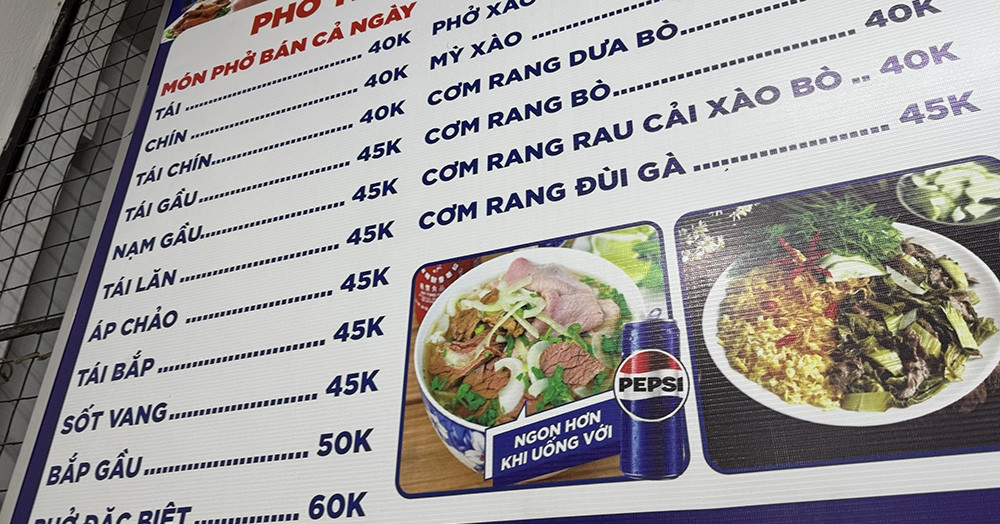 PHỞ
MÓN PHỞ BÁN CẢ NGÀY
TÁI ........ 40K
CHÍN ........ 40K
TÁI CHÍN ........ 40K
TÁI GẦU ........ 45K
NẠM GẦU ........ 45K
TÁI LĂN ........ 45K
ÁP CHẢO ........ 45K
TÁI BẮP ........ 45K
SỐT VANG ........ 45K
BẮP GẦU ........ 50K
PHỞ ĐẶC BIỆT ........ 60K
PHỞ XÀO
MỲ XÀO ........
CƠM RANG DƯA BÒ ........
CƠM RANG BÒ ........ 40K
CƠM RANG RAU CẢI XÀO BÒ .. 40K
CƠM RANG ĐÙI GÀ ........ 45K
PEPSI
NGON HƠN
KHI UỐNG VỚI